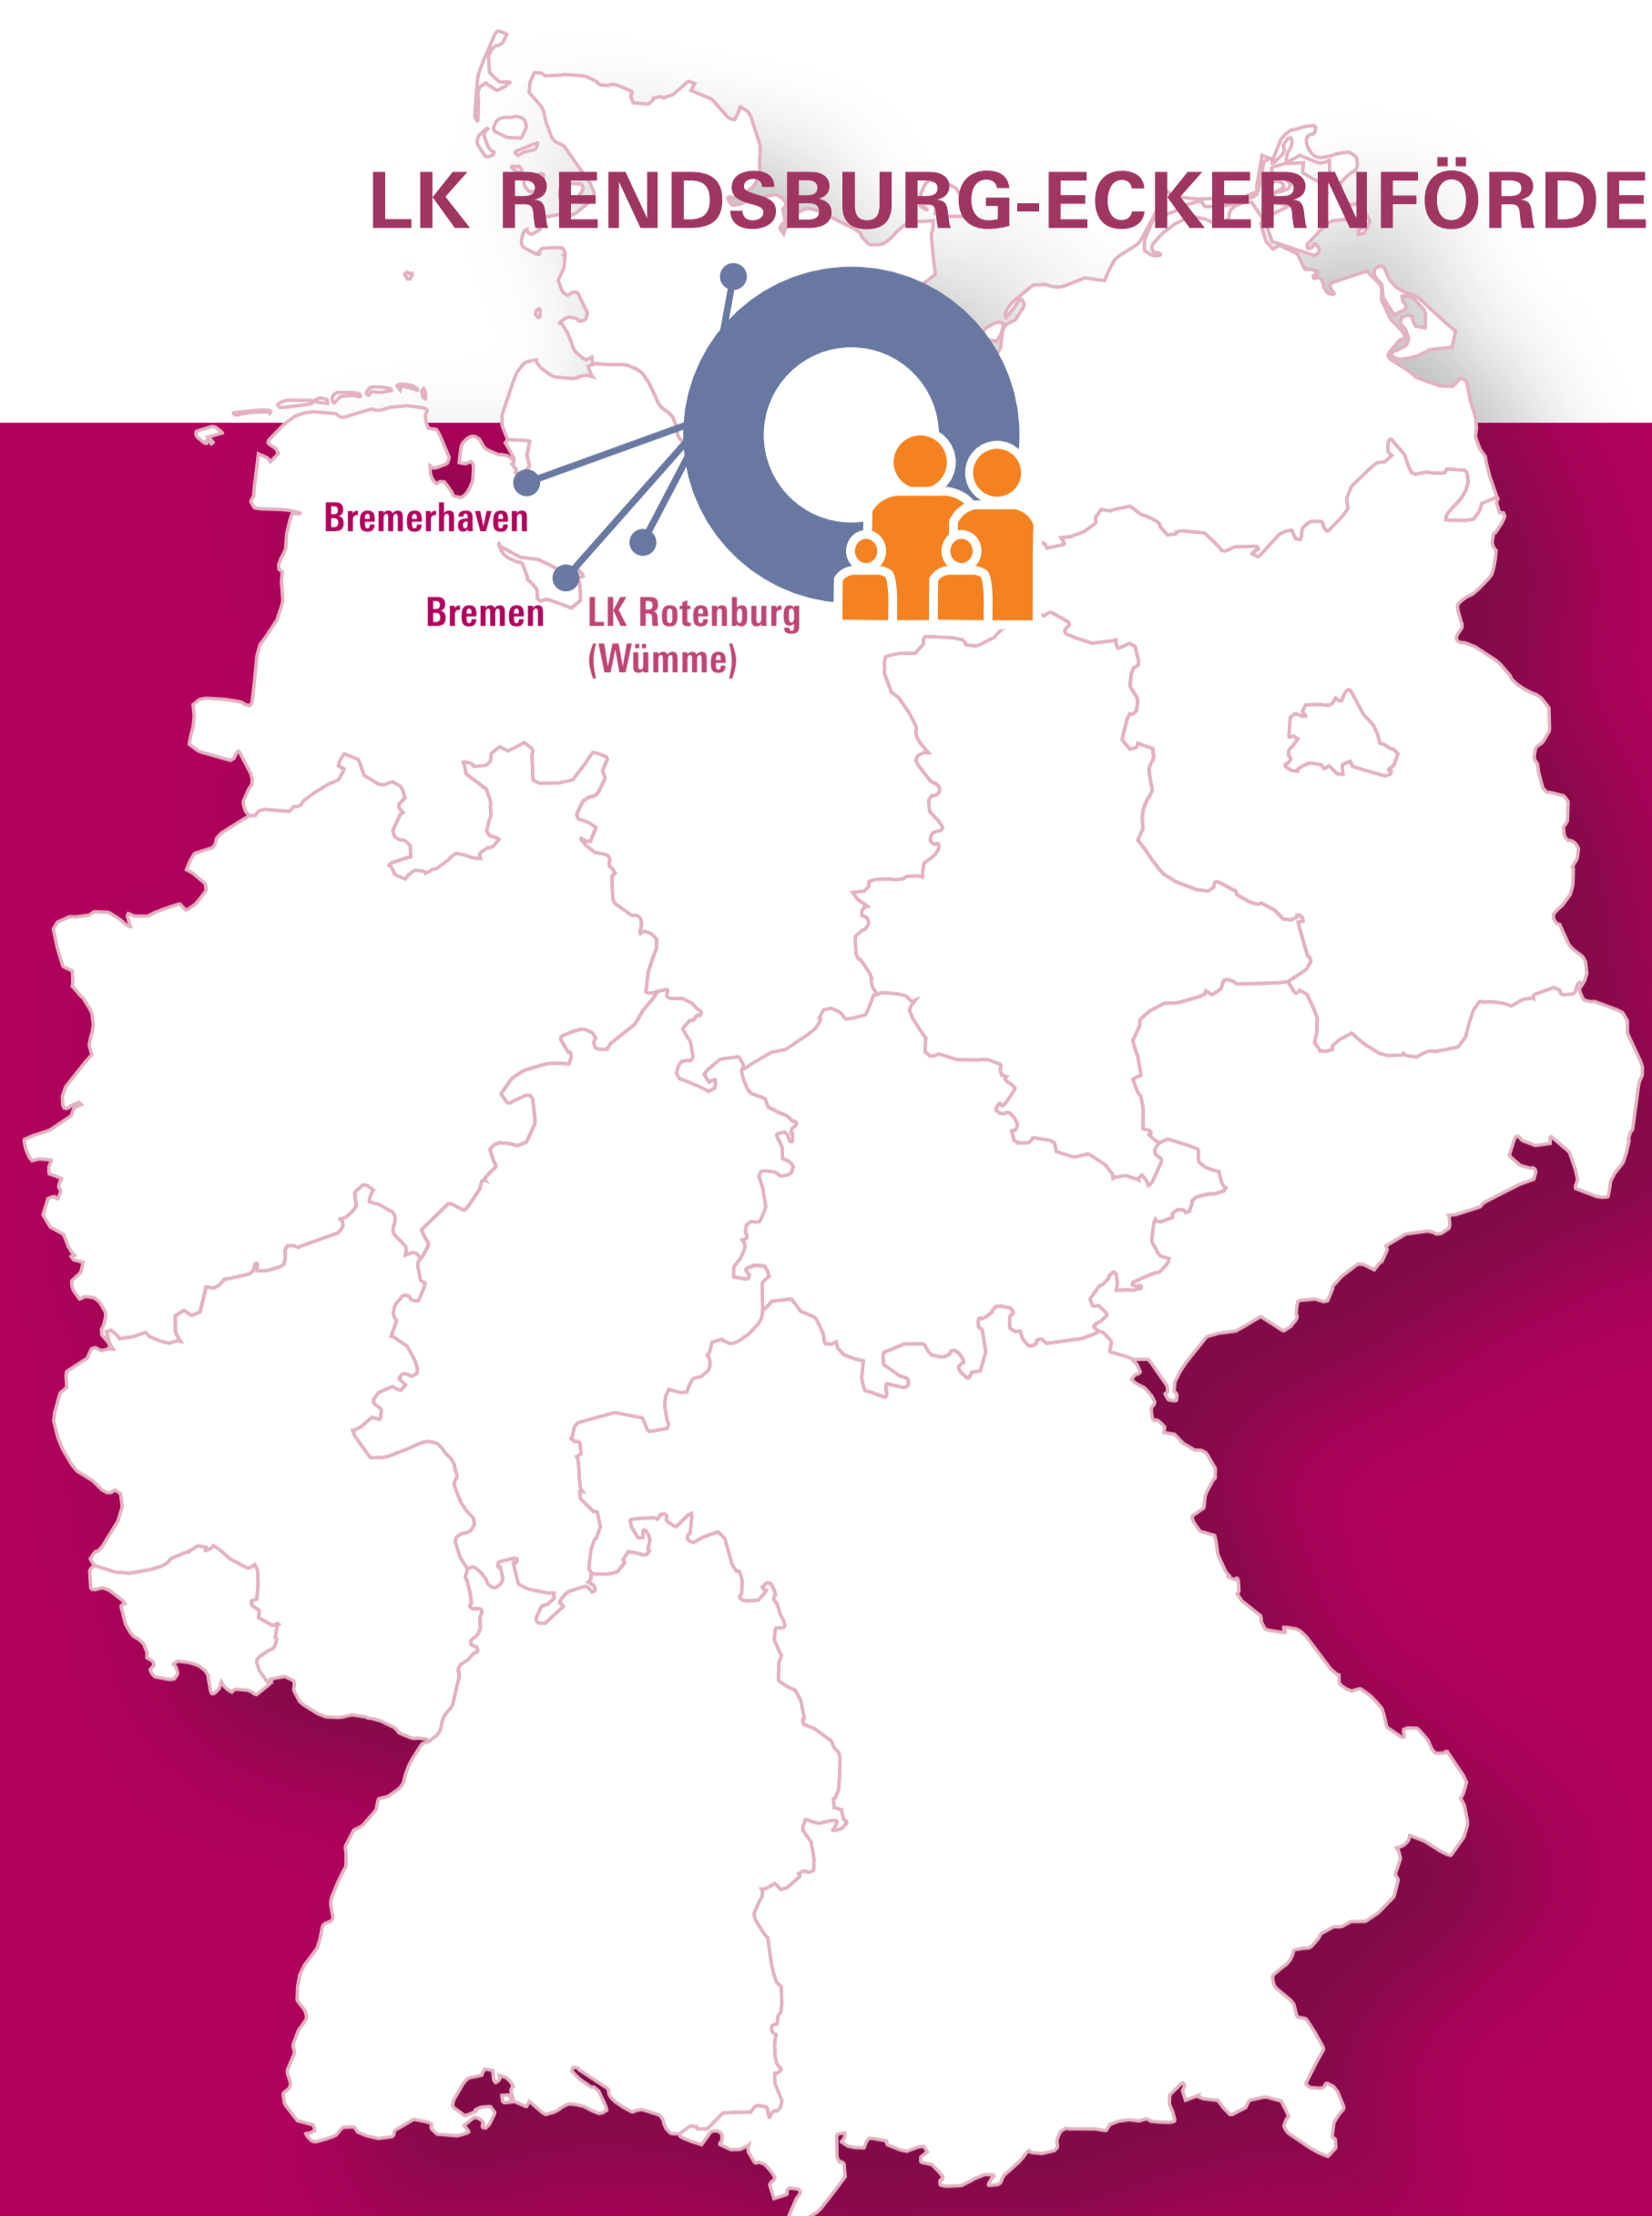 LK RENDSBURG-ECKERNFÖRDE
Bremerhaven
Bremen
LK Rotenburg
(Wümme)